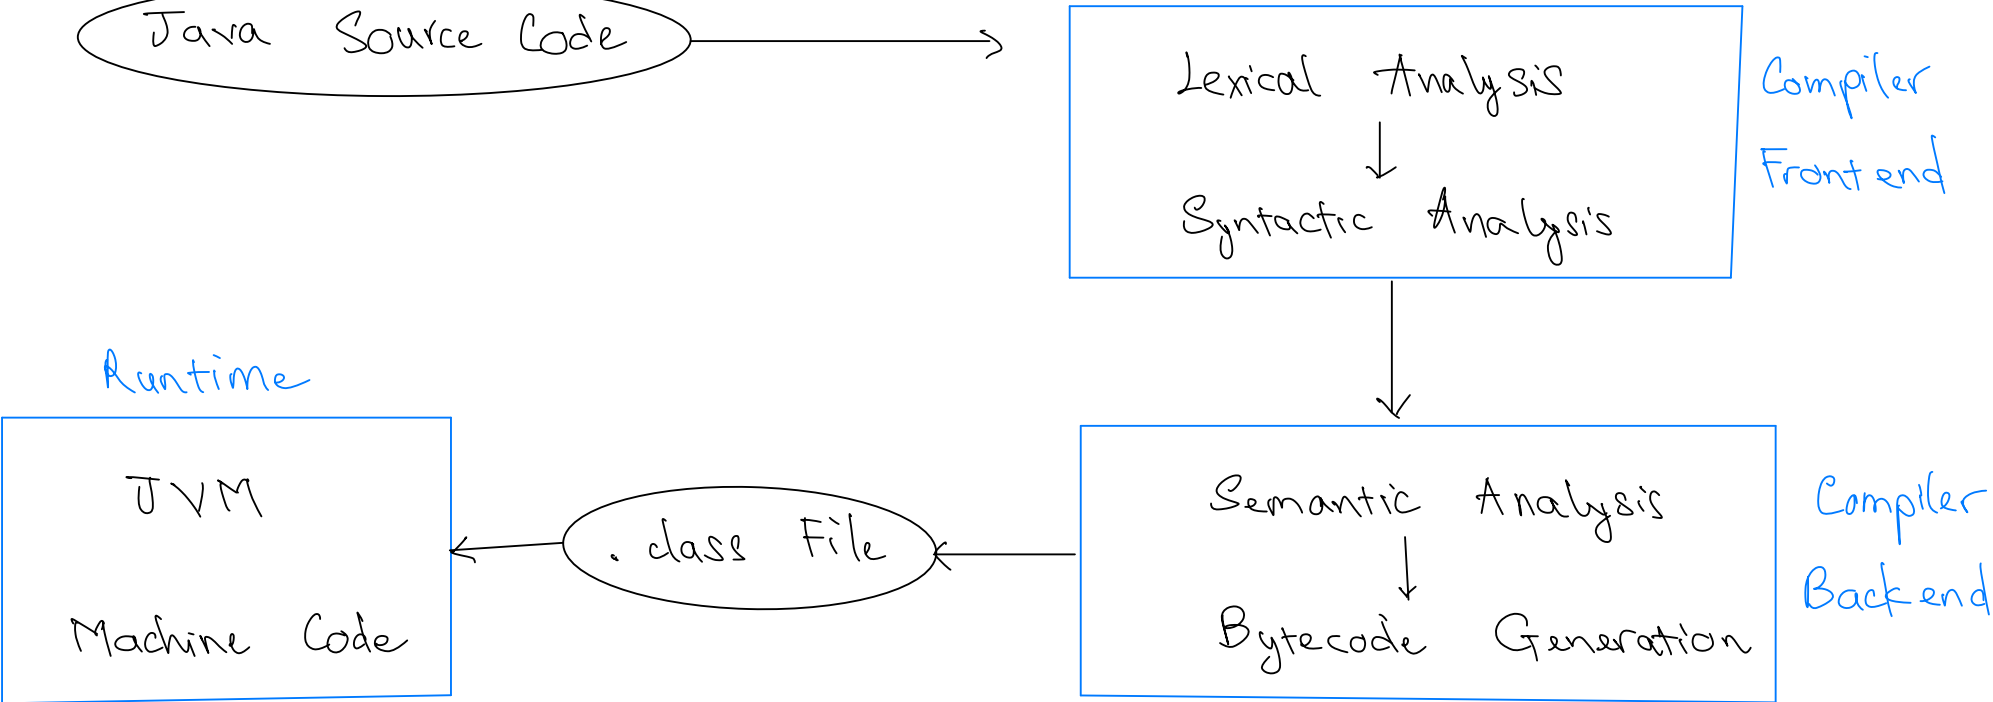 Java Source Code
Lexical Analysis
Syntactic Analysis
Compiler
Frontend
Runtime
JVM
Machine Code
. class File
Semantic Analysis
Bytecode Generation
Compiler
Backend